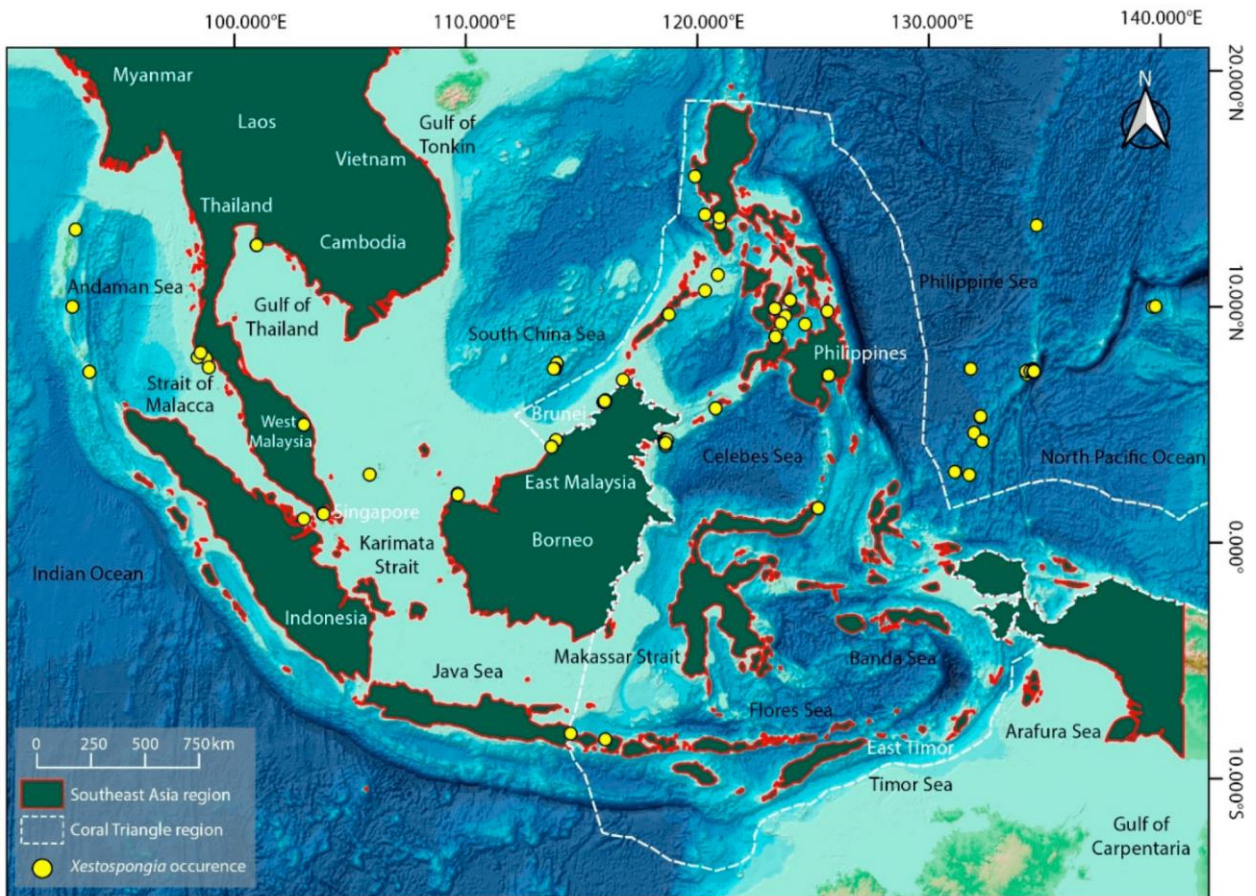 100.000°E
110.000°E
120.000°E
130.000°E
140.000°E
20.000°N
10.000°N
0.000°
10.000°S
N
Myanmar
Laos
Gulf of
Tonkin
Vietnam
Thailand
Cambodia
Andaman Sea
Gulf of
Thailand
South China Sea
Philippine Sea
Philippines
Strait of
Malacca
West
Malaysia
Brunei
Celebes Sea
North Pacific Ocean
East Malaysia
Singapore
Karimata
Strait
Borneo
Indian Ocean
Indonesia
Makassar Strait
Banda Sea
Java Sea
Flores Sea
Arafura Sea
East Timor
Timor Sea
Gulf of
Carpentaria
0 250 500 750 km
Southeast Asia region
Coral Triangle region
Xestospongia occurence